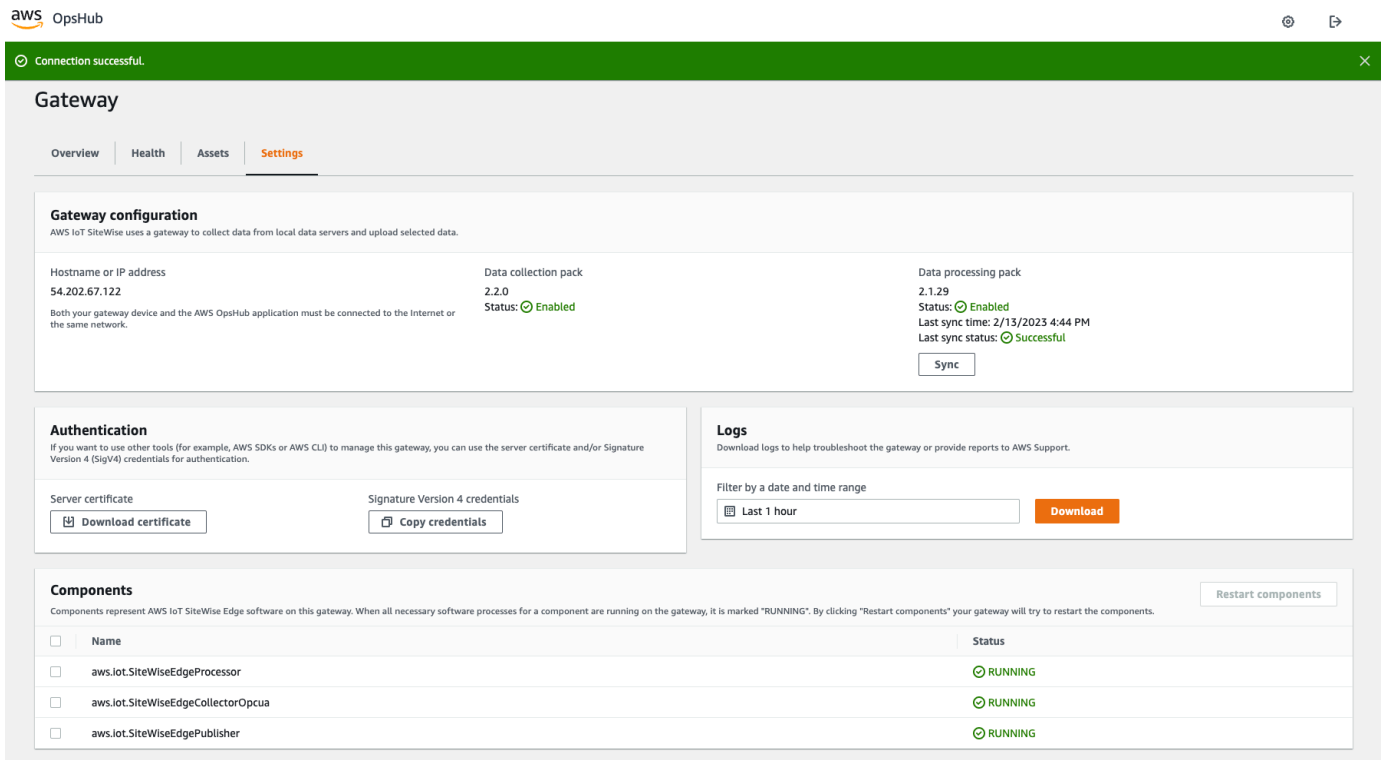 aws OpsHub
Connection successful.
Gateway
Overview Health Assets Settings
Gateway configuration
AWS IoT SiteWise uses a gateway to collect data from local data servers and upload selected data.
Hostname or IP address
54.202.67.122
Both your gateway device and the AWS OpsHub application must be connected to the Internet or
the same network.
Data collection pack
2.2.0
Status: Enabled
Data processing pack
2.1.29
Status: Enabled
Last sync time: 2/13/2023 4:44 PM
Last sync status: Successful
Sync
Authentication
If you want to use other tools (for example, AWS SDKs or AWS CLI) to manage this gateway, you can use the server certificate and/or Signature
Version 4 (SigV4) credentials for authentication.
Server certificate
Download certificate
Signature Version 4 credentials
Copy credentials
Logs
Download logs to help troubleshoot the gateway or provide reports to AWS Support.
Filter by a date and time range
Last 1 hour
Download
Components
Components represent AWS IoT SiteWise Edge software on this gateway. When all necessary software processes for a component are running on the gateway, it is marked "RUNNING". By clicking "Restart components" your gateway will try to restart the components.
Restart components
Name Status
aws.iot.SiteWiseEdgeProcessor RUNNING
aws.iot.SiteWiseEdgeCollectorOpcua RUNNING
aws.iot.SiteWiseEdgePublisher RUNNING